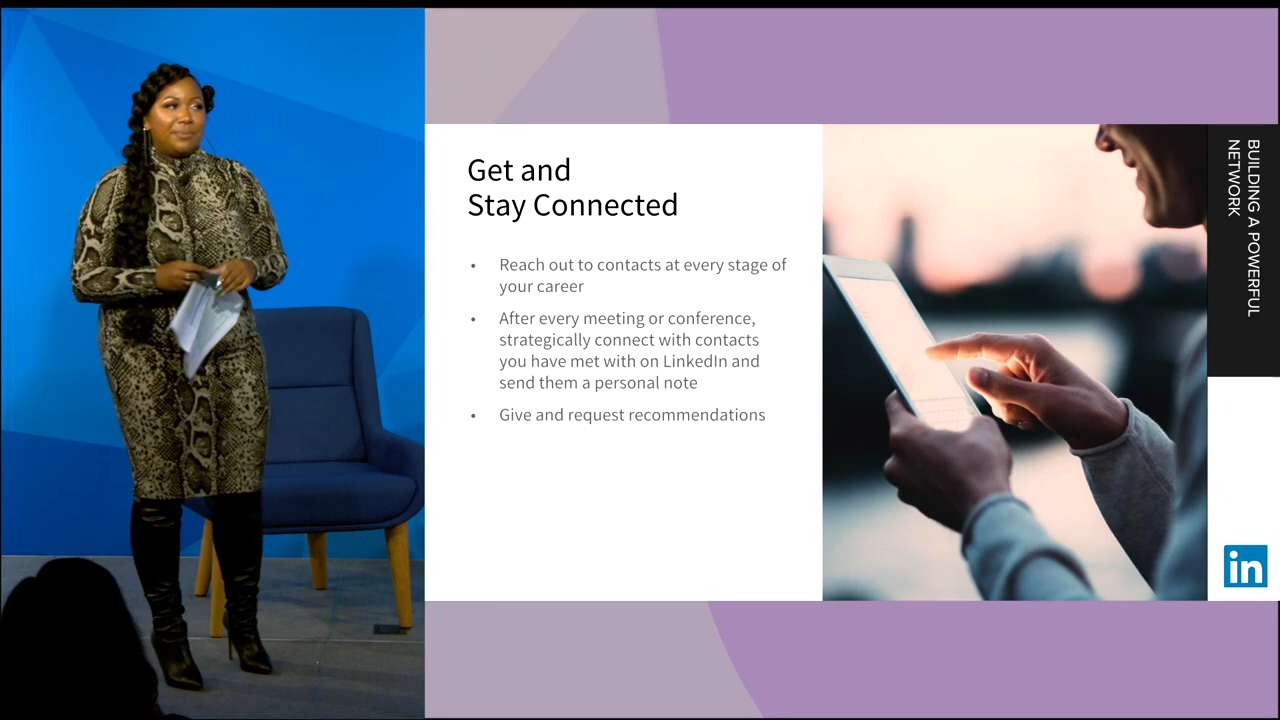 Get and
Stay Connected
• Reach out to contacts at every stage of
your career
• After every meeting or conference,
strategically connect with contacts
you have met with on LinkedIn and
send them a personal note
• Give and request recommendations
BUILDING A POWERFUL
NETWORK
in